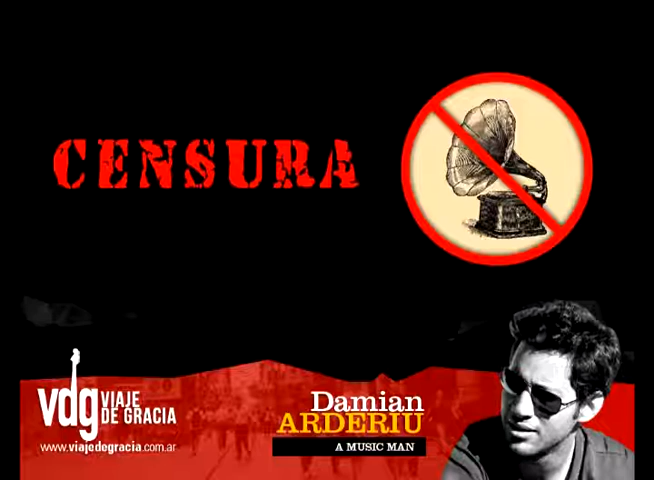 CENSURA
vdg VIAJE
DE GRACIA
www.viajedegracia.com.ar
Damian
ARDERIU
A MUSIC MAN